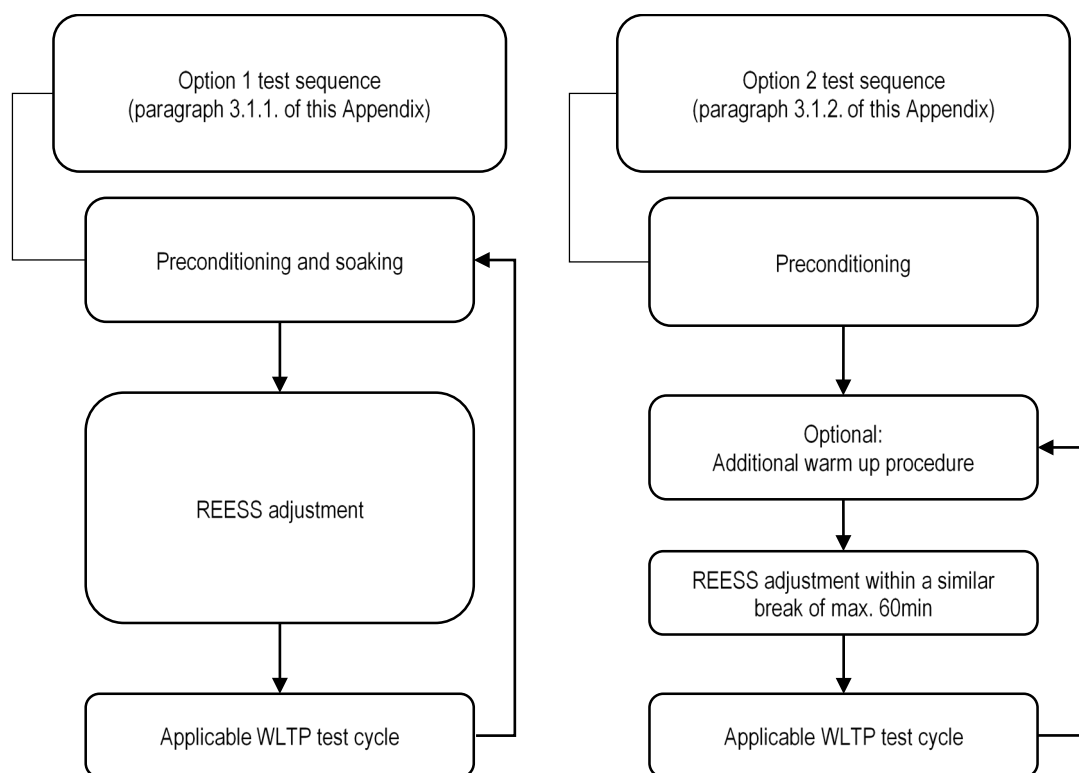 Option 1 test sequence
(paragraph 3.1.1. of this Appendix)
Preconditioning and soaking
REESS adjustment
Applicable WLTP test cycle
Option 2 test sequence
(paragraph 3.1.2. of this Appendix)
Preconditioning
Optional:
Additional warm up procedure
REESS adjustment within a similar
break of max. 60min
Applicable WLTP test cycle